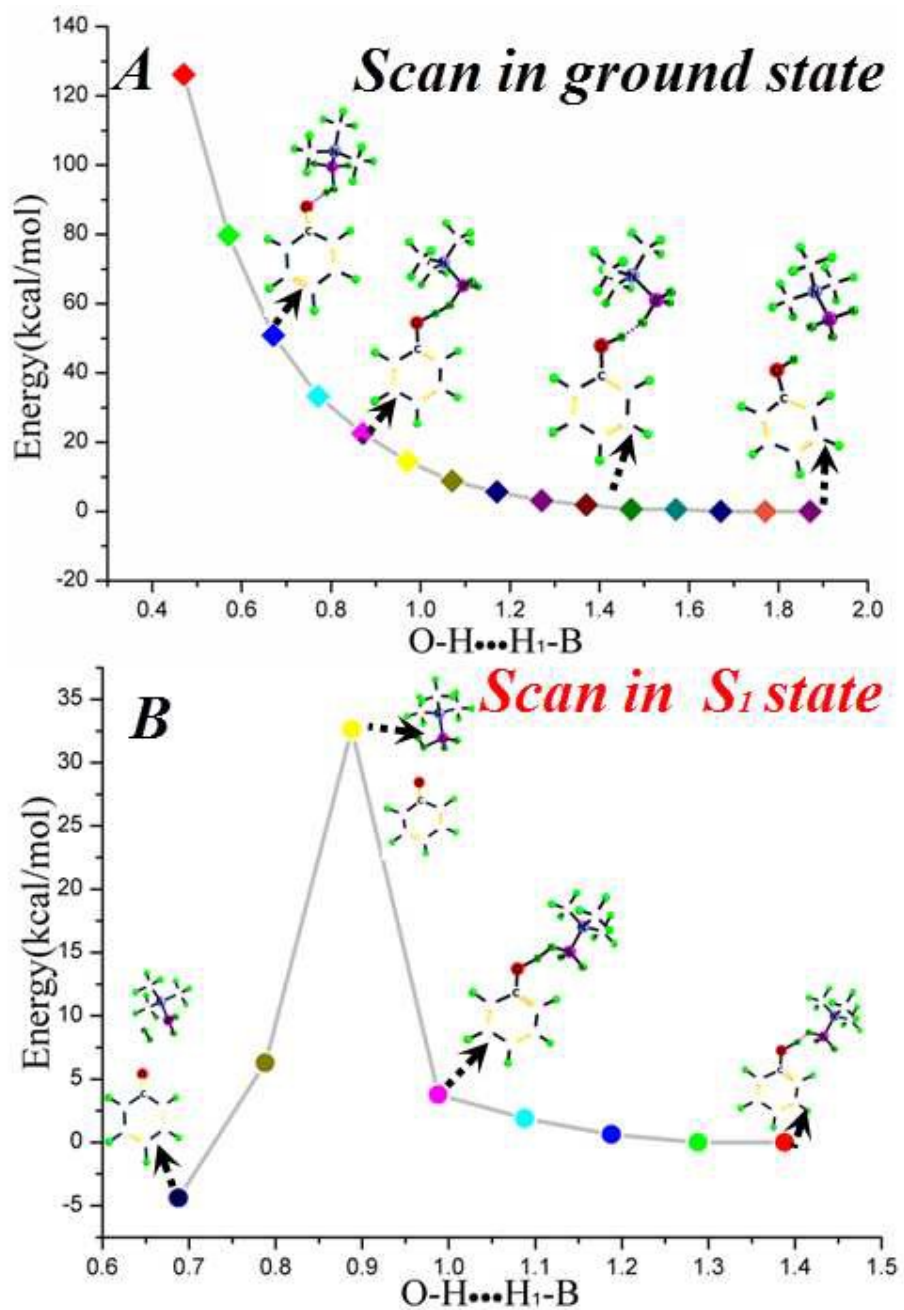 A Scan in ground state
140
120
100
80
60
40
20
0
-20
Energy(kcal/mol)
0.4 0.6 0.8 1.0 1.2 1.4 1.6 1.8 2.0
O-H•••H₁-B
B Scan in S₁ state
35
30
25
20
15
10
5
0
-5
Energy(kcal/mol)
0.6 0.7 0.8 0.9 1.0 1.1 1.2 1.3 1.4 1.5
O-H•••H₁-B